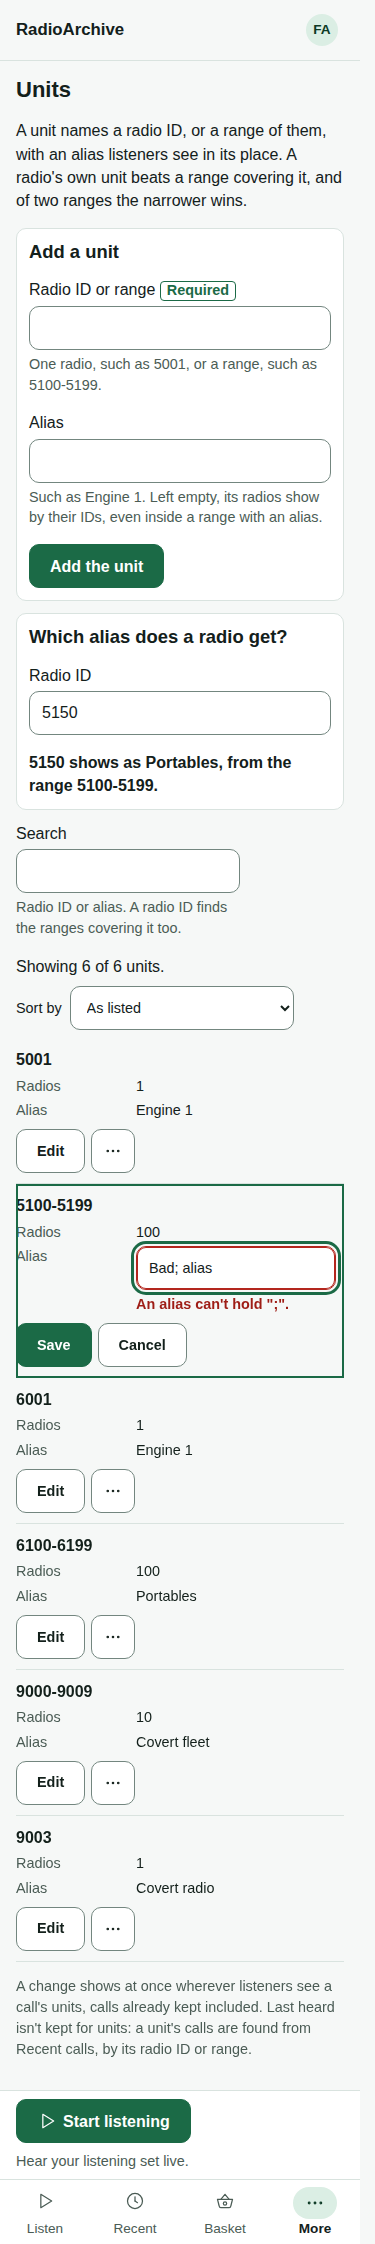 RadioArchive
FA
Units
A unit names a radio ID, or a range of them,
with an alias listeners see in its place. A
radio's own unit beats a range covering it, and
of two ranges the narrower wins.
Add a unit
Radio ID or range Required
One radio, such as 5001, or a range, such as
5100-5199.
Alias
Such as Engine 1. Left empty, its radios show
by their IDs, even inside a range with an alias.
Add the unit
Which alias does a radio get?
Radio ID
5150
5150 shows as Portables, from the
range 5100-5199.
Search
Radio ID or alias. A radio ID finds
the ranges covering it too.
Showing 6 of 6 units.
Sort by As listed
5001
Radios 1
Alias Engine 1
Edit ...
5100-5199
Radios 100
Alias Bad; alias
An alias can't hold ";".
Save Cancel
6001
Radios 1
Alias Engine 1
Edit ...
6100-6199
Radios 100
Alias Portables
Edit ...
9000-9009
Radios 10
Alias Covert fleet
Edit ...
9003
Radios 1
Alias Covert radio
Edit ...
A change shows at once wherever listeners see a
call's units, calls already kept included. Last heard
isn't kept for units: a unit's calls are found from
Recent calls, by its radio ID or range.
Start listening
Hear your listening set live.
Listen Recent Basket More